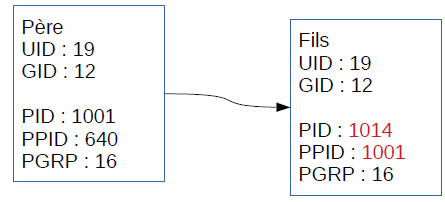 Père
UID : 19
GID : 12
PID : 1001
PPID : 640
PGRP : 16
Fils
UID : 19
GID : 12
PID : 1014
PPID : 1001
PGRP : 16